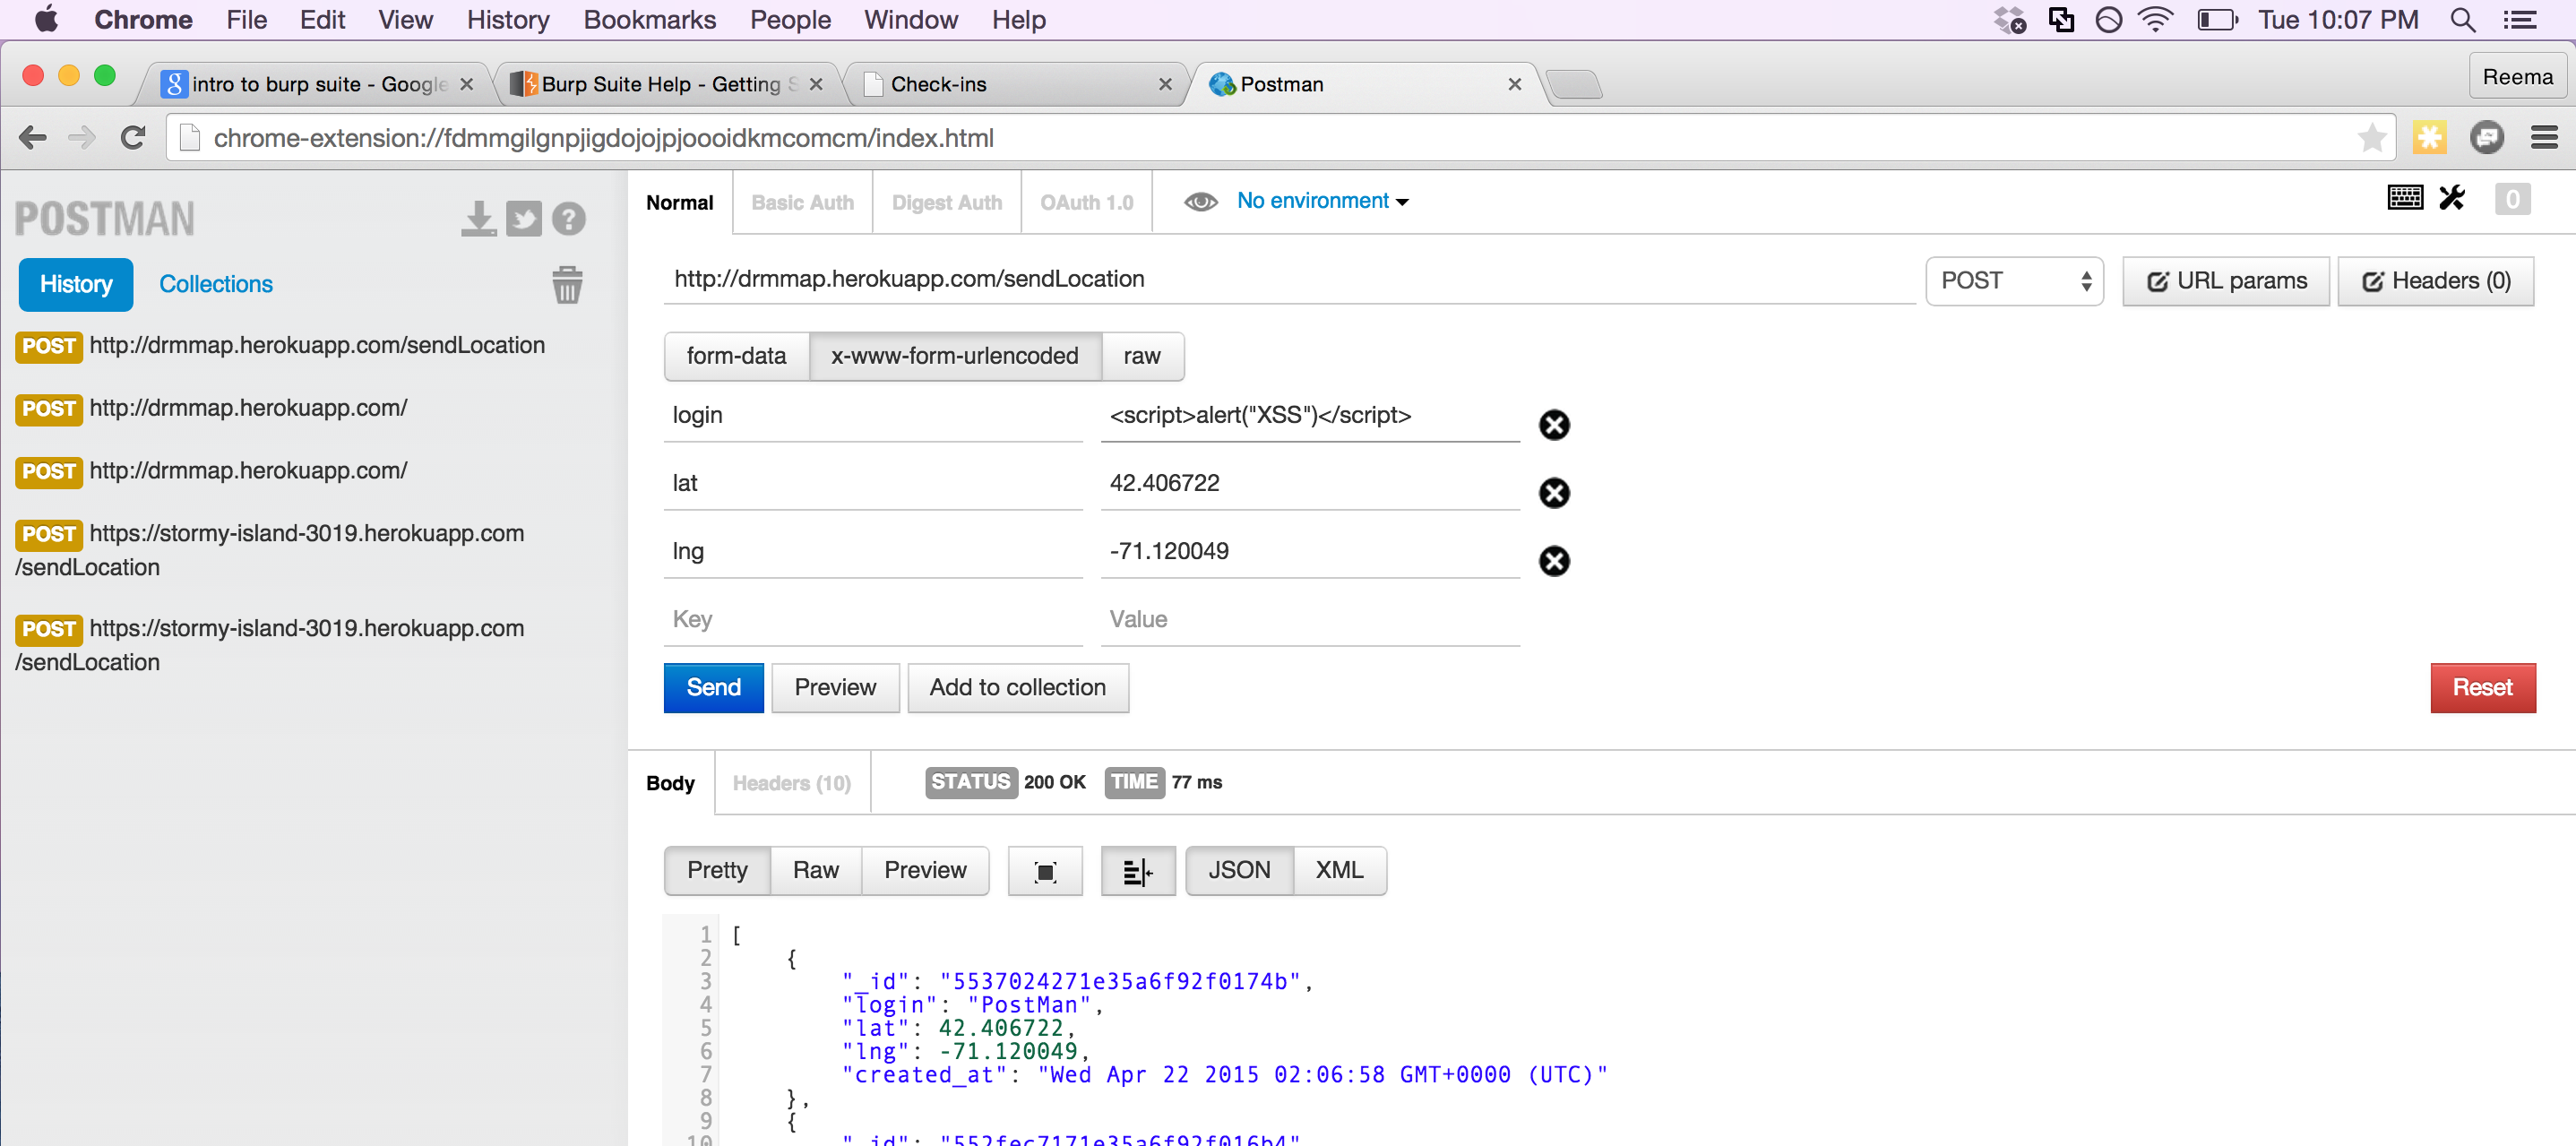 Chrome File Edit View History Bookmarks People Window Help Tue 10:07 PM
intro to burp suite - Google Burp Suite Help - Getting S Check-ins Postman Reema
chrome-extension://fdmmgilgnpjigdojojpjoooidkmcomcm/index.html
POSTMAN
History Collections
POST http://drmmap.herokuapp.com/sendLocation
POST http://drmmap.herokuapp.com/
POST http://drmmap.herokuapp.com/
POST https://stormy-island-3019.herokuapp.com
/sendLocation
POST https://stormy-island-3019.herokuapp.com
/sendLocation
Normal Basic Auth Digest Auth OAuth 1.0 No environment 0
http://drmmap.herokuapp.com/sendLocation POST URL params Headers (0)
form-data x-www-form-urlencoded raw
login <script>alert("XSS")</script>
lat 42.406722
lng -71.120049
Key Value
Send Preview Add to collection Reset
Body Headers (10) STATUS 200 OK TIME 77 ms
Pretty Raw Preview JSON XML
1 [
2 {
3 "_id": "5537024271e35a6f92f0174b",
4 "login": "PostMan",
5 "lat": 42.406722,
6 "lng": -71.120049,
7 "created_at": "Wed Apr 22 2015 02:06:58 GMT+0000 (UTC)"
8 },
9 {
10 "_id": "552fec7171e35a6f92f016b4"